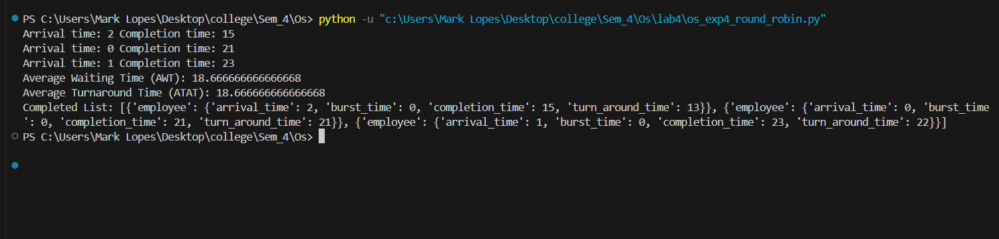 PS C:\Users\Mark Lopes\Desktop\college\Sem_4\Os> python -u "c:\Users\Mark Lopes\Desktop\college\Sem_4\Os\lab4\os_exp4_round_robin.py"
Arrival time: 2 Completion time: 15
Arrival time: 0 Completion time: 21
Arrival time: 1 Completion time: 23
Average Waiting Time (AWT): 18.666666666666668
Average Turnaround Time (ATAT): 18.666666666666668
Completed List: [{'employee': {'arrival_time': 2, 'burst_time': 0, 'completion_time': 15, 'turn_around_time': 13}}, {'employee': {'arrival_time': 0, 'burst_time
': 0, 'completion_time': 21, 'turn_around_time': 21}}, {'employee': {'arrival_time': 1, 'burst_time': 0, 'completion_time': 23, 'turn_around_time': 22}}]
PS C:\Users\Mark Lopes\Desktop\college\Sem_4\Os>